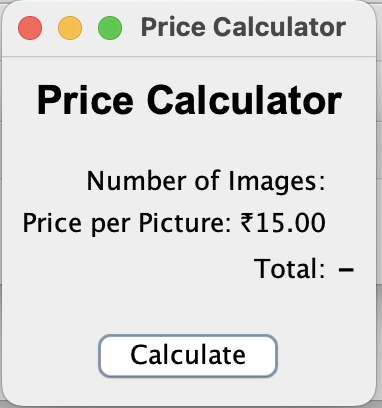 Price Calculator
Price Calculator
Number of Images:
Price per Picture: ₹15.00
Total: –
Calculate